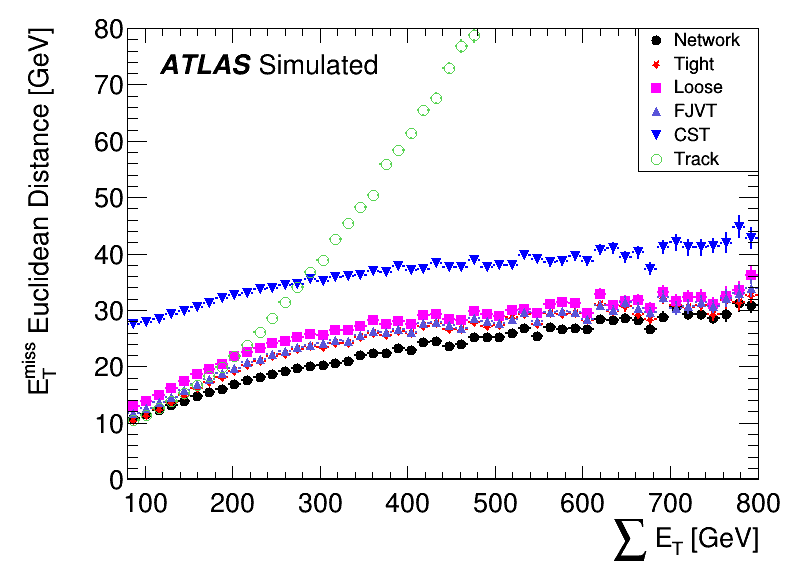 80
70
60
50
40
30
20
10
0
E_T^miss Euclidean Distance [GeV]
ATLAS Simulated
Network
Tight
Loose
FJVT
CST
Track
100 200 300 400 500 600 700 800
∑ E_T [GeV]